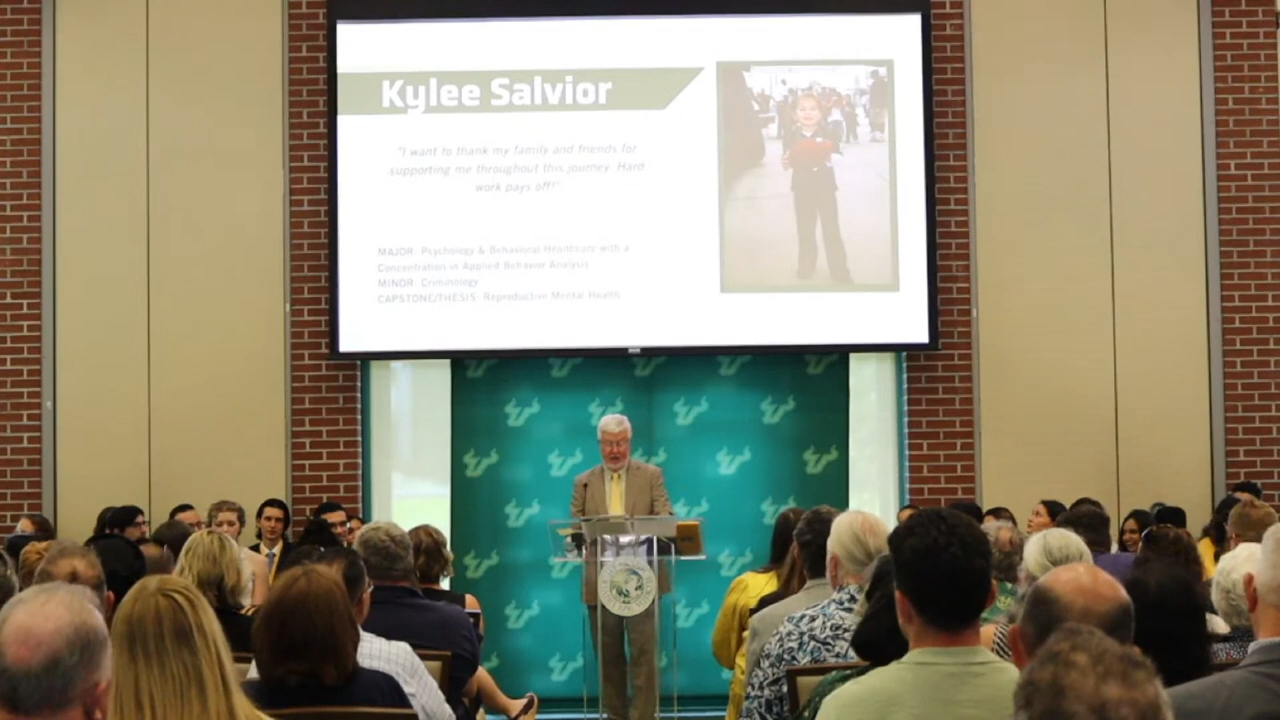 Kylee Salvior
"I want to thank my family and friends for
supporting me throughout this journey. Hard
work pays off!"
MAJOR: Psychology & Behavioral Healthcare with a
Concentration in Applied Behavior Analysis
MINOR: Criminology
CAPSTONE/THESIS: Reproductive Mental Health